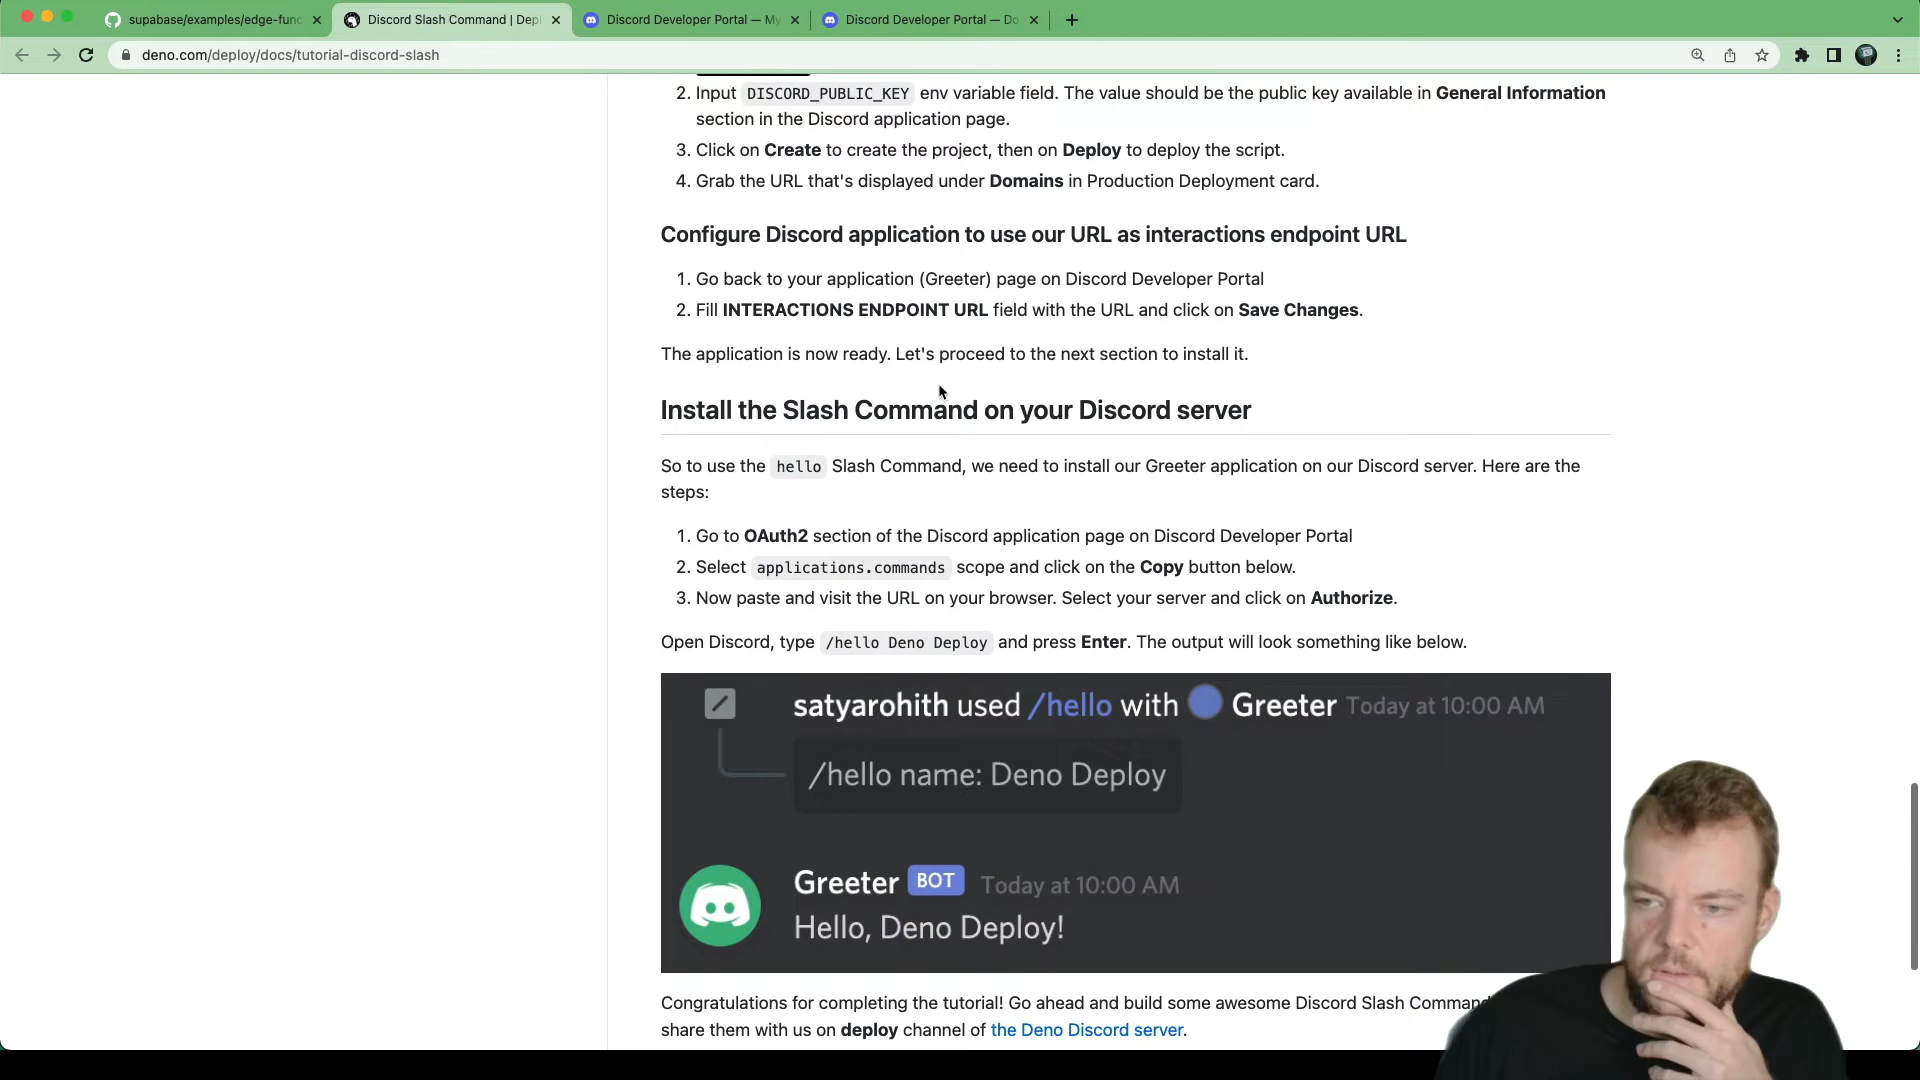 supabase/examples/edge-func
Discord Slash Command | Depl
Discord Developer Portal — My
Discord Developer Portal — Do
deno.com/deploy/docs/tutorial-discord-slash
2. Input DISCORD_PUBLIC_KEY env variable field. The value should be the public key available in General Information
section in the Discord application page.
3. Click on Create to create the project, then on Deploy to deploy the script.
4. Grab the URL that's displayed under Domains in Production Deployment card.
Configure Discord application to use our URL as interactions endpoint URL
1. Go back to your application (Greeter) page on Discord Developer Portal
2. Fill INTERACTIONS ENDPOINT URL field with the URL and click on Save Changes.
The application is now ready. Let's proceed to the next section to install it.
Install the Slash Command on your Discord server
So to use the hello Slash Command, we need to install our Greeter application on our Discord server. Here are the
steps:
1. Go to OAuth2 section of the Discord application page on Discord Developer Portal
2. Select applications.commands scope and click on the Copy button below.
3. Now paste and visit the URL on your browser. Select your server and click on Authorize.
Open Discord, type /hello Deno Deploy and press Enter. The output will look something like below.
satyarohith used /hello with Greeter Today at 10:00 AM
/hello name: Deno Deploy
Greeter BOT Today at 10:00 AM
Hello, Deno Deploy!
Congratulations for completing the tutorial! Go ahead and build some awesome Discord Slash Command
share them with us on deploy channel of the Deno Discord server.